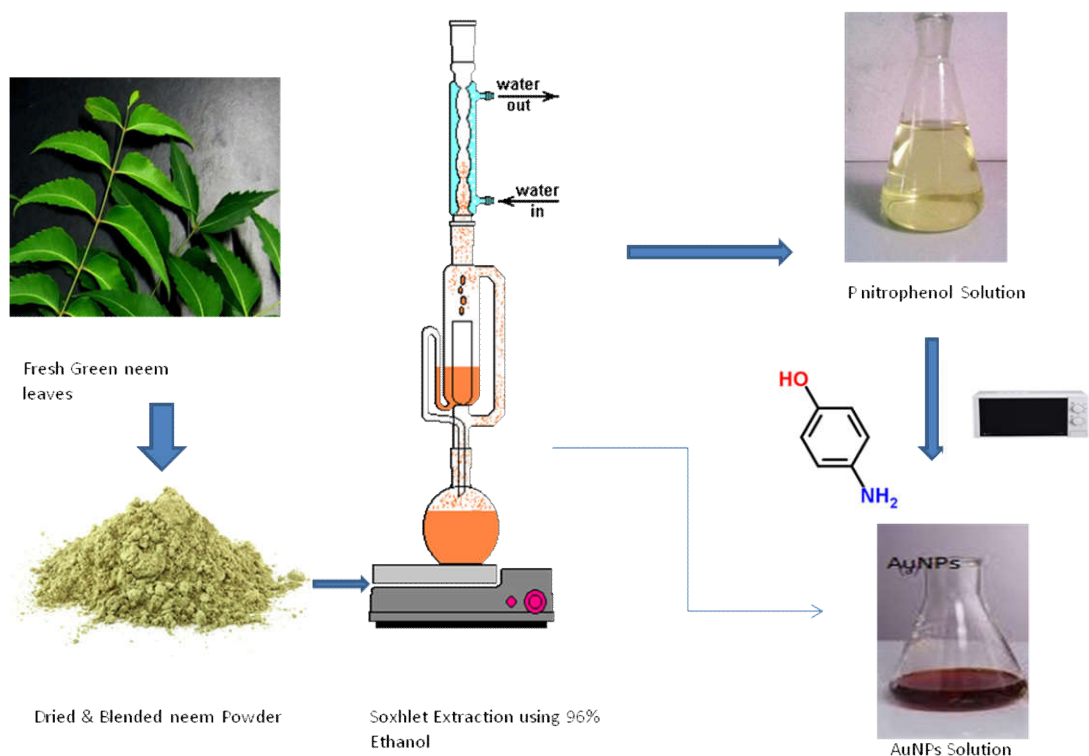 water
out
water
in
Fresh Green neem
leaves
P nitrophenol Solution
HO
NH2
AuNPs
Dried & Blended neem Powder
Soxhlet Extraction using 96%
Ethanol
AuNPs Solution